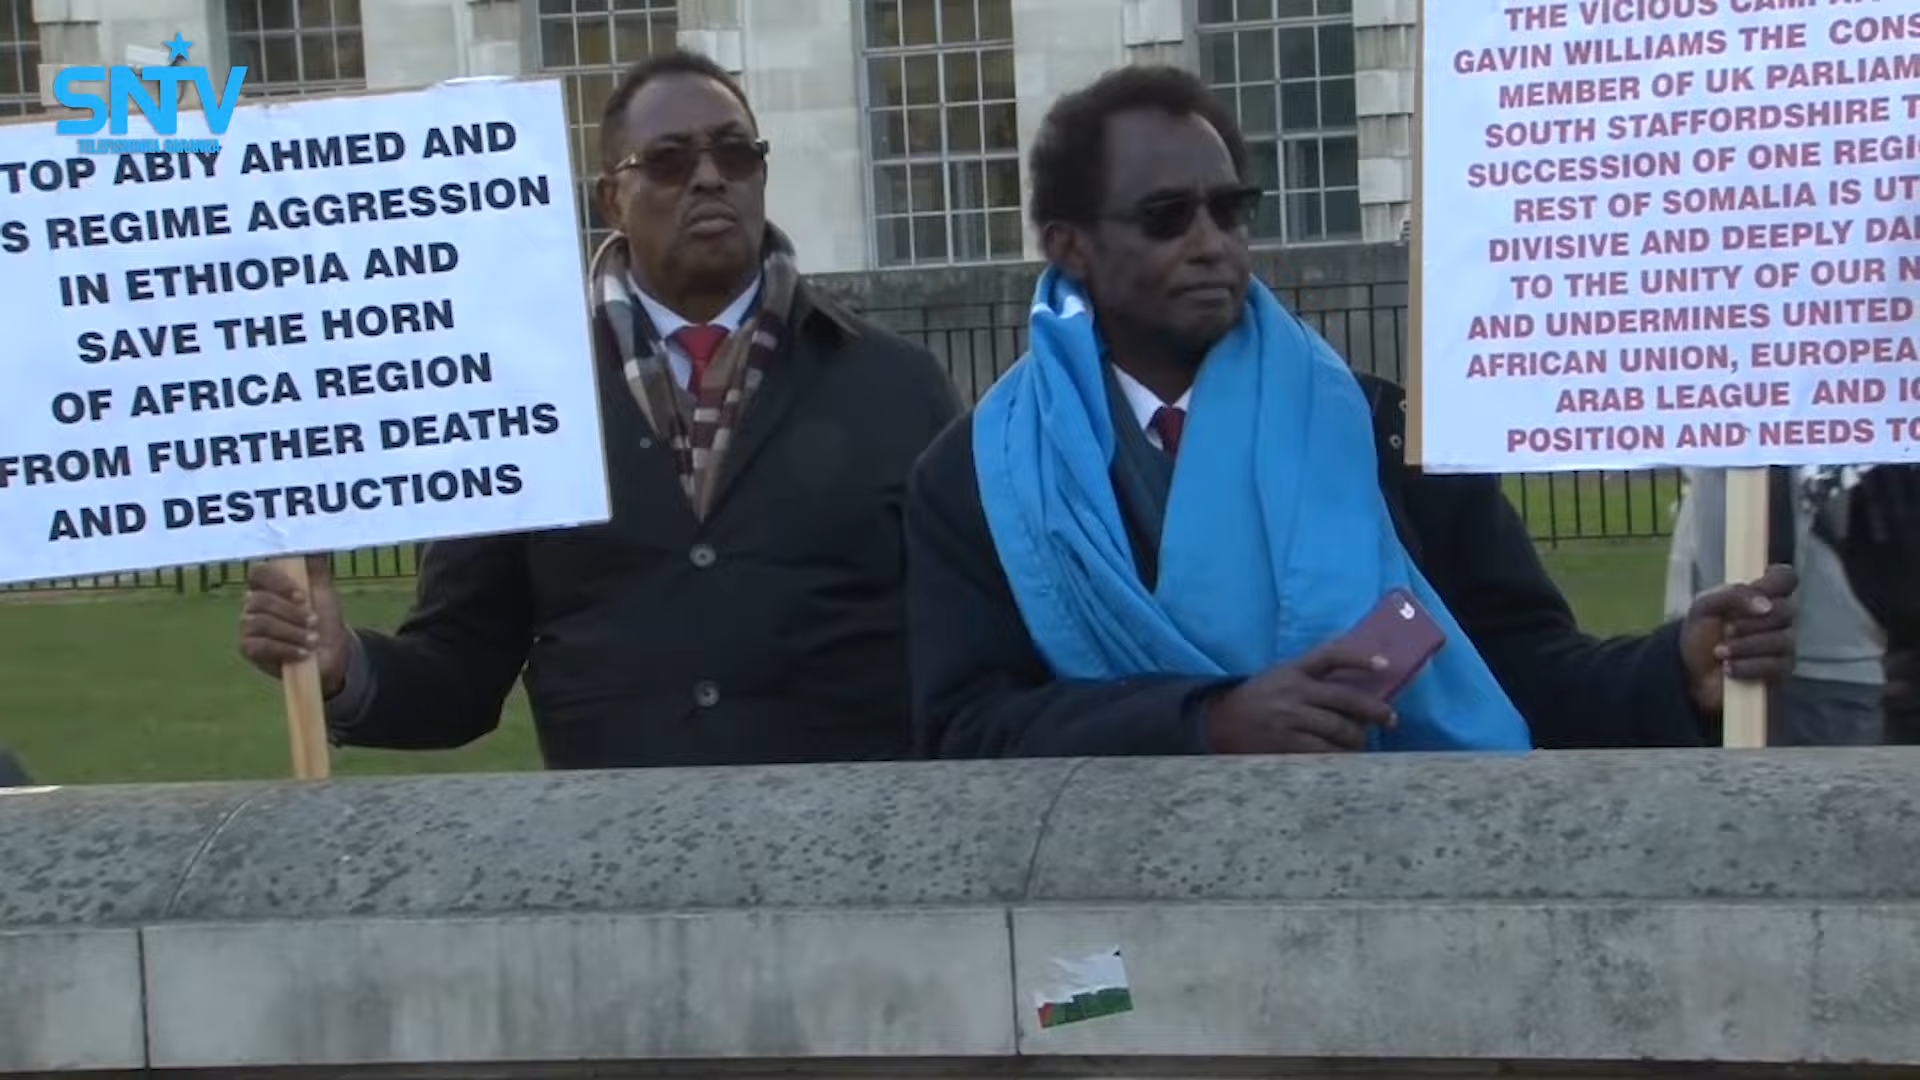 SNTV
TOP ABIY AHMED AND
S REGIME AGGRESSION
IN ETHIOPIA AND
SAVE THE HORN
OF AFRICA REGION
FROM FURTHER DEATHS
AND DESTRUCTIONS
THE VICIOUS
GAVIN WILLIAMS THE CONS
MEMBER OF UK PARLIAM
SOUTH STAFFORDSHIRE T
SUCCESSION OF ONE REGI
REST OF SOMALIA IS UT
DIVISIVE AND DEEPLY DA
TO THE UNITY OF OUR N
AND UNDERMINES UNITED
AFRICAN UNION, EUROPEA
ARAB LEAGUE AND IG
POSITION AND NEEDS TO